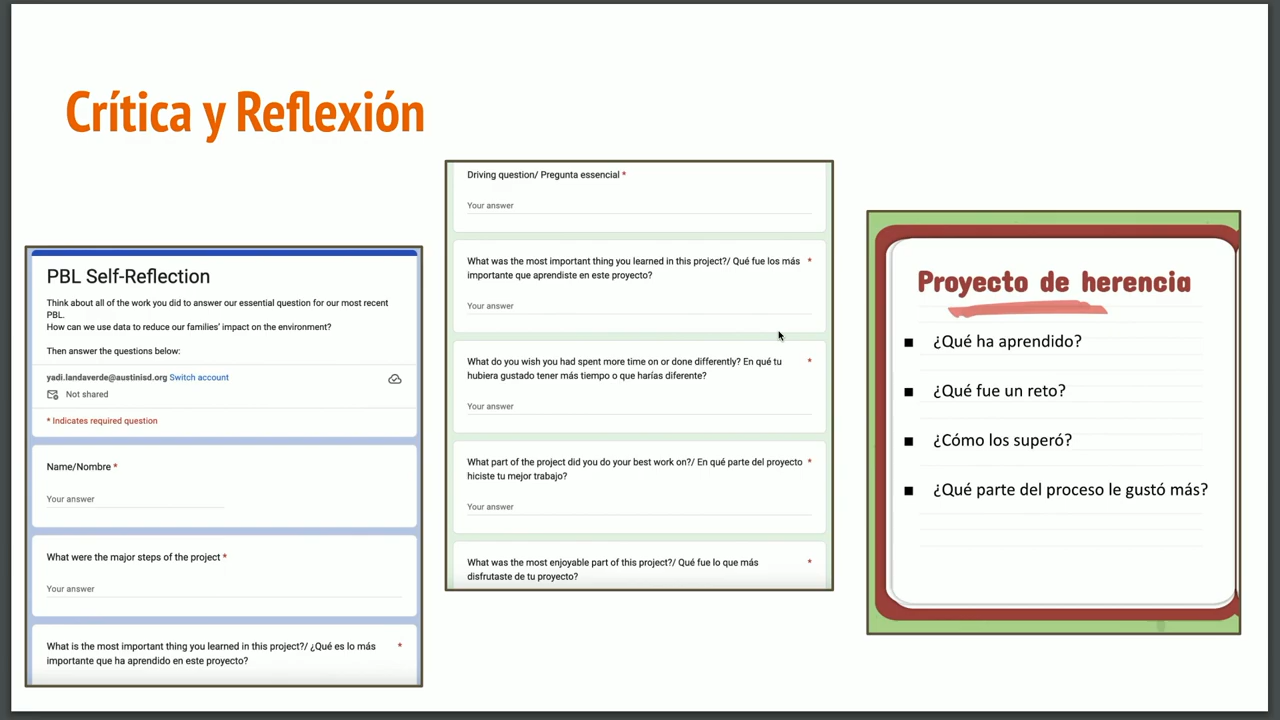 Crítica y Reflexión
PBL Self-Reflection
Think about all of the work you did to answer our essential question for our most recent
PBL.
How can we use data to reduce our families' impact on the environment?
Then answer the questions below:
yadi.landaverde@austinisd.org Switch account
Not shared
* Indicates required question
Name/Nombre *
Your answer
What were the major steps of the project *
Your answer
What is the most important thing you learned in this project?/ ¿Qué es lo más *
importante que ha aprendido en este proyecto?
Driving question/ Pregunta essencial *
Your answer
What was the most important thing you learned in this project?/ Qué fue los más *
importante que aprendiste en este proyecto?
Your answer
What do you wish you had spent more time on or done differently? En qué tu *
hubiera gustado tener más tiempo o que harías diferente?
Your answer
What part of the project did you do your best work on?/ En qué parte del proyecto *
hiciste tu mejor trabajo?
Your answer
What was the most enjoyable part of this project?/ Qué fue lo que más *
disfrutaste de tu proyecto?
Proyecto de herencia
■ ¿Qué ha aprendido?
■ ¿Qué fue un reto?
■ ¿Cómo los superó?
■ ¿Qué parte del proceso le gustó más?